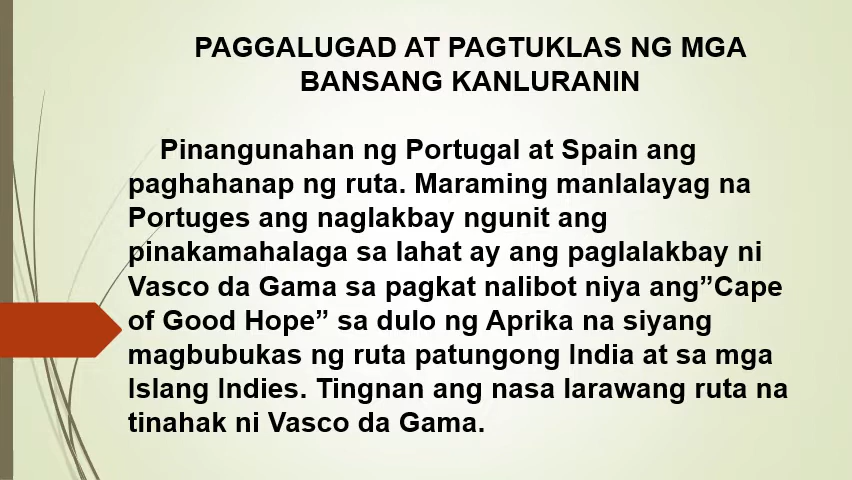 PAGGALUGAD AT PAGTUKLAS NG MGA
BANSANG KANLURANIN
Pinangunahan ng Portugal at Spain ang
paghahanap ng ruta. Maraming manlalayag na
Portuges ang naglakbay ngunit ang
pinakamahalaga sa lahat ay ang paglalakbay ni
Vasco da Gama sa pagkat nalibot niya ang”Cape
of Good Hope” sa dulo ng Aprika na siyang
magbubukas ng ruta patungong India at sa mga
Islang Indies. Tingnan ang nasa larawang ruta na
tinahak ni Vasco da Gama.